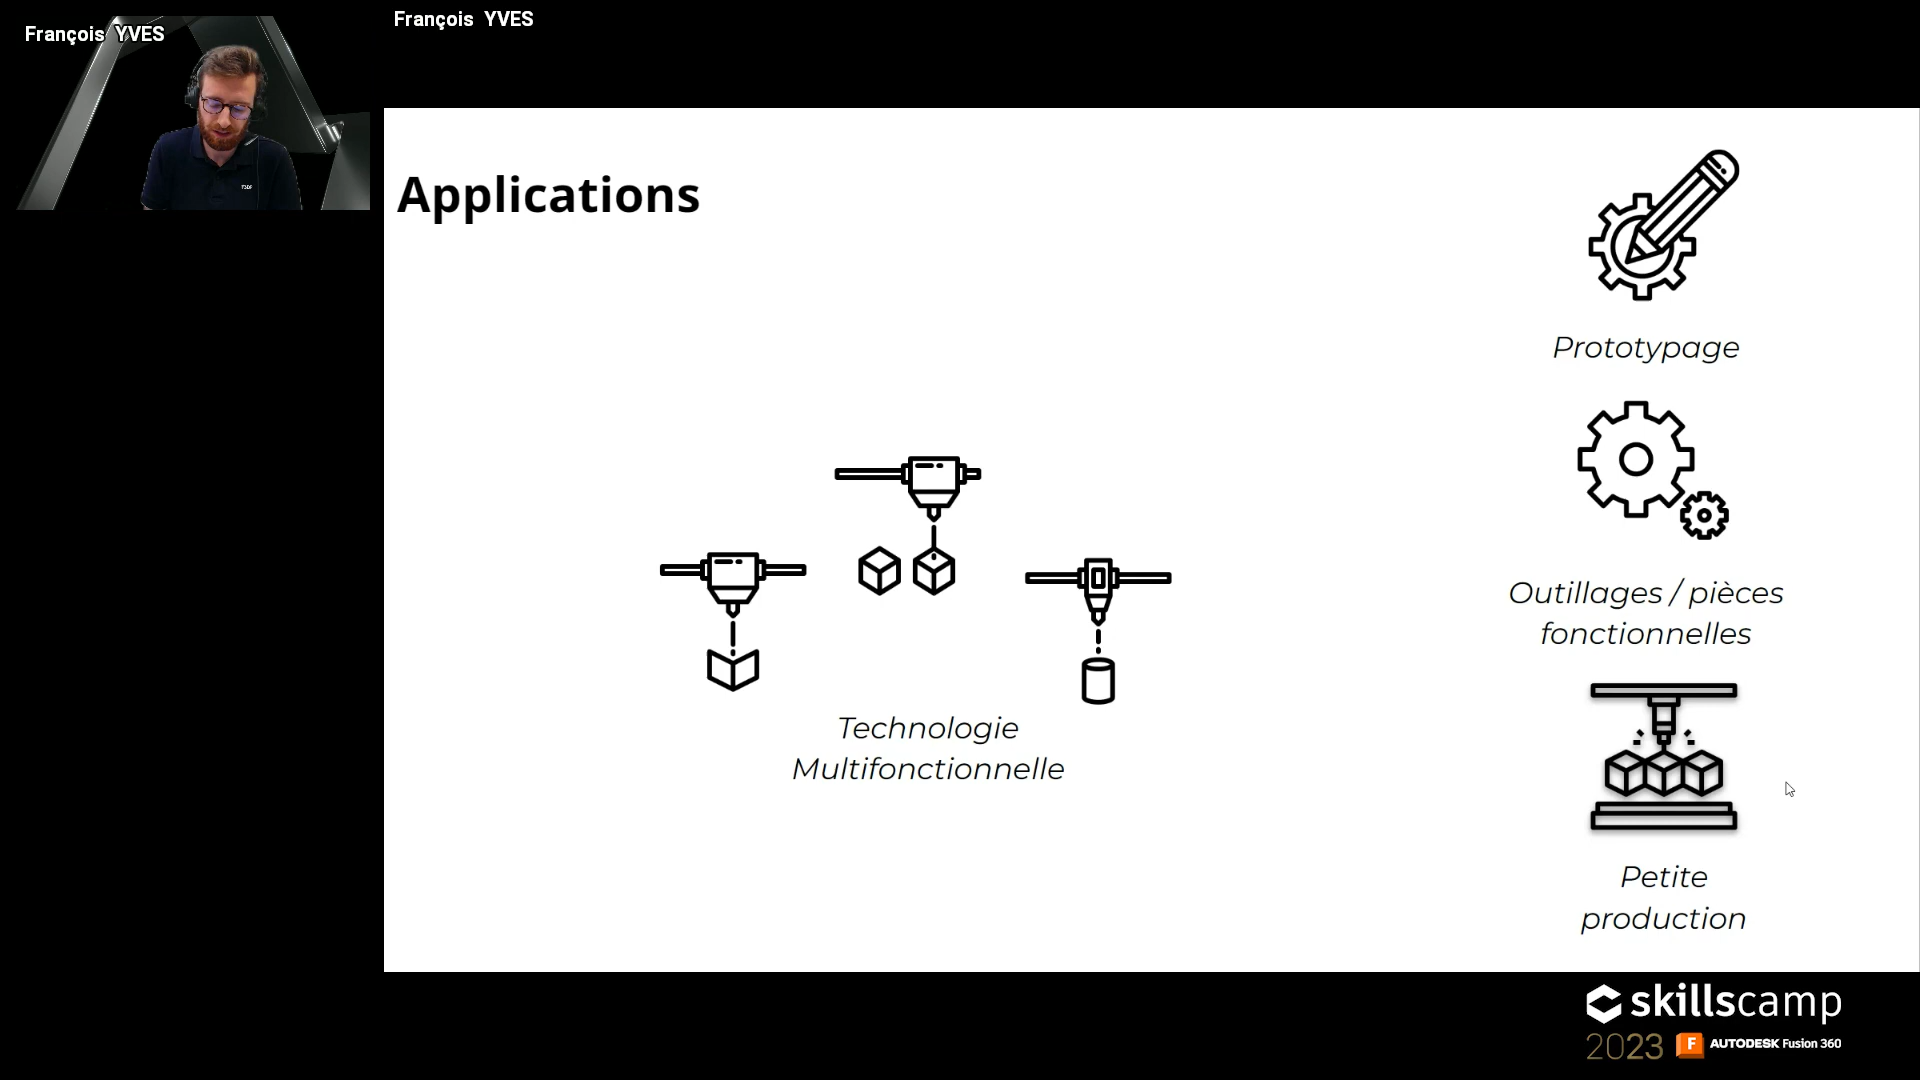 François YVES
François YVES
Applications
Prototypage
Outillages / pièces
fonctionnelles
Technologie
Multifonctionnelle
Petite
production
skillscamp
2023 F AUTODESK Fusion 360